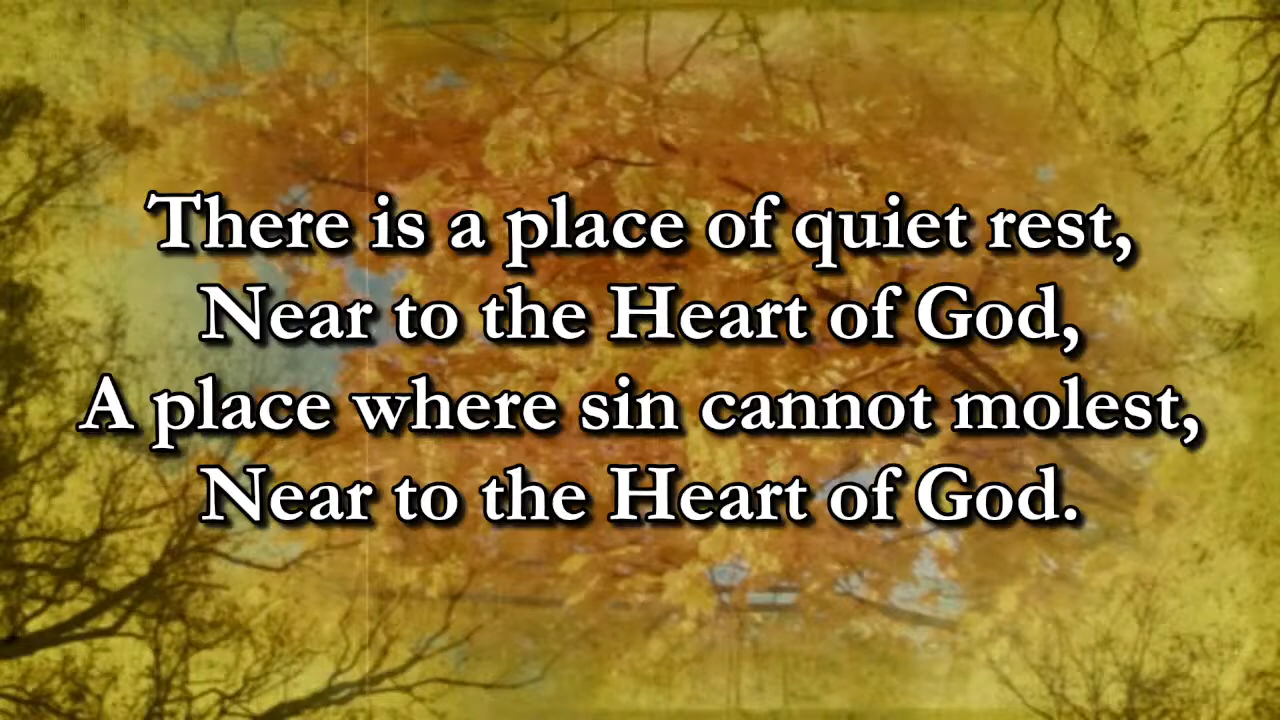 There is a place of quiet rest,
Near to the Heart of God,
A place where sin cannot molest,
Near to the Heart of God.